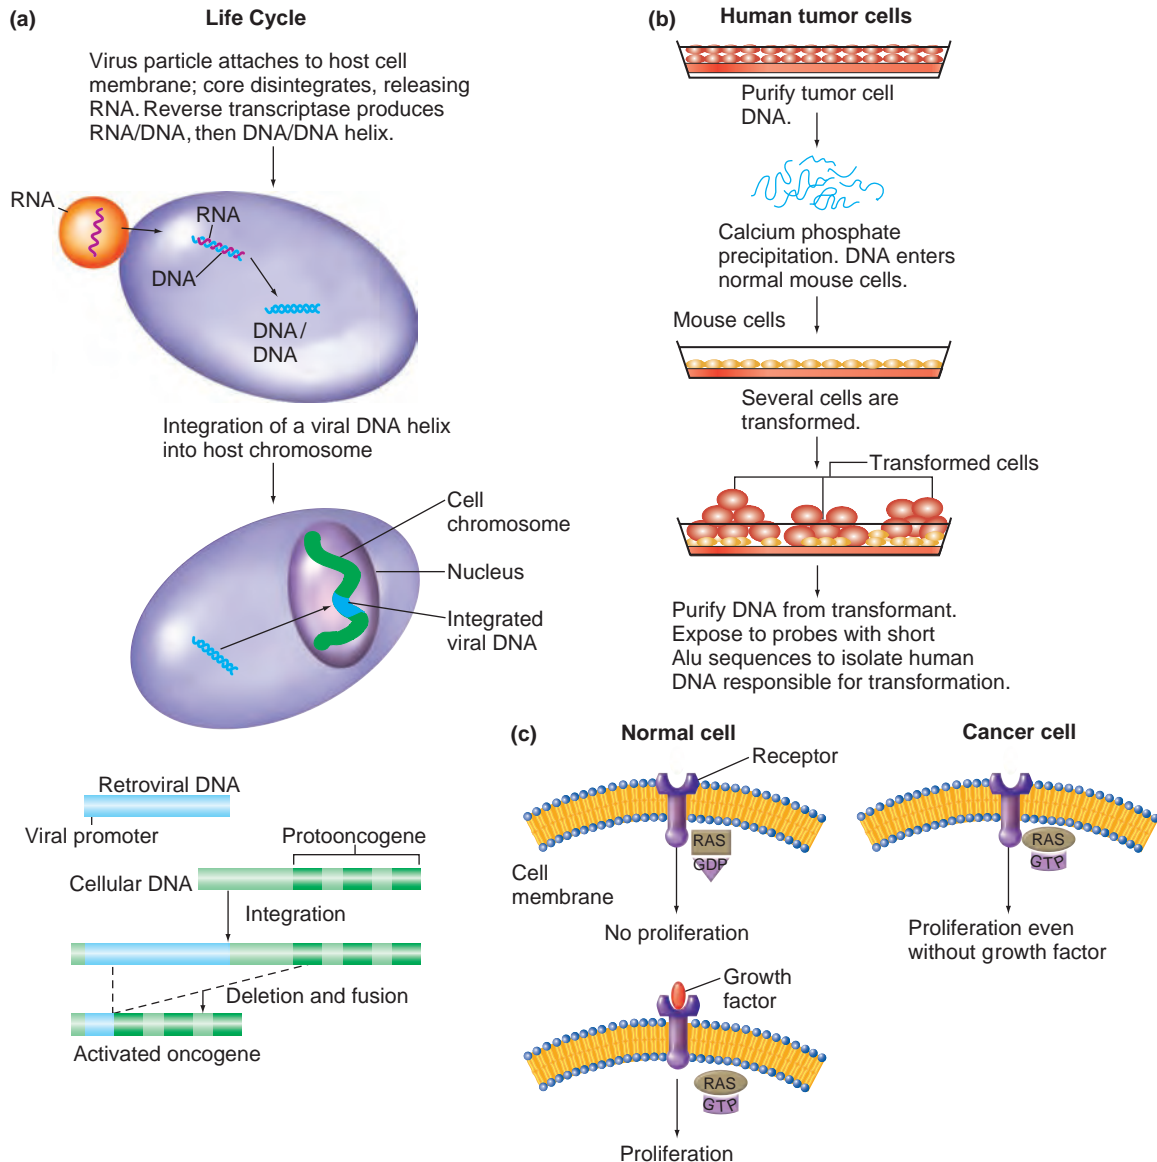 (a)
Life Cycle
Virus particle attaches to host cell
membrane; core disintegrates, releasing
RNA. Reverse transcriptase produces
RNA/DNA, then DNA/DNA helix.
RNA
RNA
DNA
DNA/
DNA
Integration of a viral DNA helix
into host chromosome
Cell
chromosome
Nucleus
Integrated
viral DNA
Retroviral DNA
Viral promoter
Protooncogene
Cellular DNA
Integration
Deletion and fusion
Activated oncogene
(b)
Human tumor cells
Purify tumor cell
DNA.
Calcium phosphate
precipitation. DNA enters
normal mouse cells.
Mouse cells
Several cells are
transformed.
Transformed cells
Purify DNA from transformant.
Expose to probes with short
Alu sequences to isolate human
DNA responsible for transformation.
(c)
Normal cell
Receptor
RAS
GDP
Cell
membrane
No proliferation
Growth
factor
RAS
GTP
Proliferation
Cancer cell
RAS
GTP
Proliferation even
without growth factor